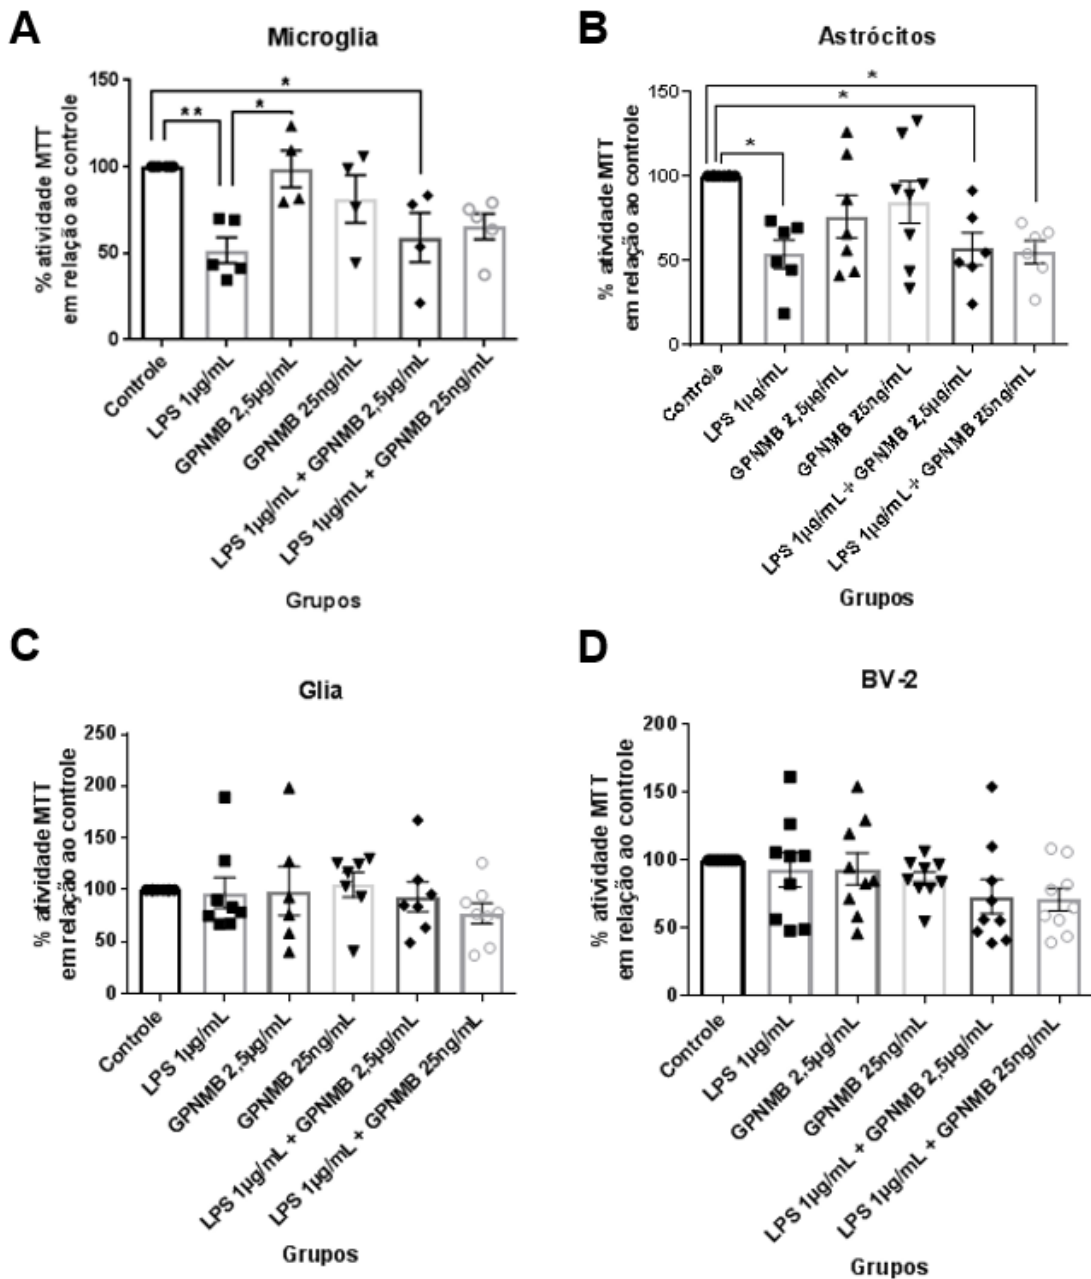 A
Microglia
% atividade MTT
em relação ao controle
150
100
50
0
**
*
*
Controle
LPS 1µg/mL
GPNMB 2,5µg/mL
GPNMB 25ng/mL
LPS 1µg/mL + GPNMB 2,5µg/mL
LPS 1µg/mL + GPNMB 25ng/mL
Grupos
B
Astrócitos
% atividade MTT
em relação ao controle
150
100
50
0
*
*
*
Controle
LPS 1µg/mL
GPNMB 2,5µg/mL
GPNMB 25ng/mL
LPS 1µg/mL + GPNMB 2,5µg/mL
LPS 1µg/mL + GPNMB 25ng/mL
Grupos
C
Glia
% atividade MTT
em relação ao controle
250
200
150
100
50
0
Controle
LPS 1µg/mL
GPNMB 2,5µg/mL
GPNMB 25ng/mL
LPS 1µg/mL + GPNMB 2,5µg/mL
LPS 1µg/mL + GPNMB 25ng/mL
Grupos
D
BV-2
% atividade MTT
em relação ao controle
200
150
100
50
0
Controle
LPS 1µg/mL
GPNMB 2,5µg/mL
GPNMB 25ng/mL
LPS 1µg/mL + GPNMB 2,5µg/mL
LPS 1µg/mL + GPNMB 25ng/mL
Grupos